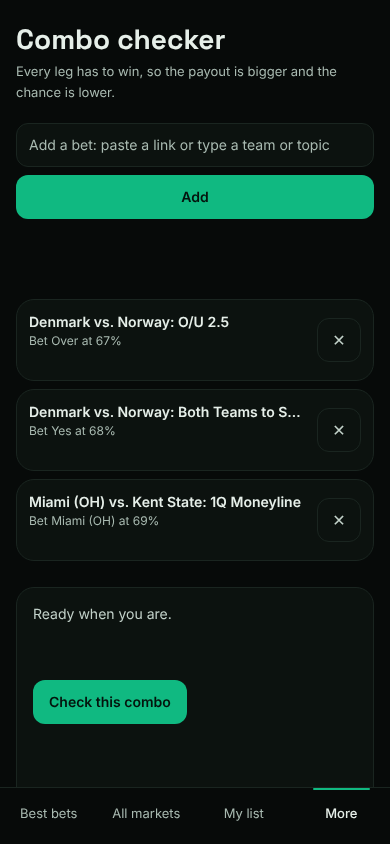 Combo checker
Every leg has to win, so the payout is bigger and the
chance is lower.
Add a bet: paste a link or type a team or topic
Add
Denmark vs. Norway: O/U 2.5
Bet Over at 67%
✕
Denmark vs. Norway: Both Teams to S...
Bet Yes at 68%
✕
Miami (OH) vs. Kent State: 1Q Moneyline
Bet Miami (OH) at 69%
✕
Ready when you are.
Check this combo
Best bets
All markets
My list
More